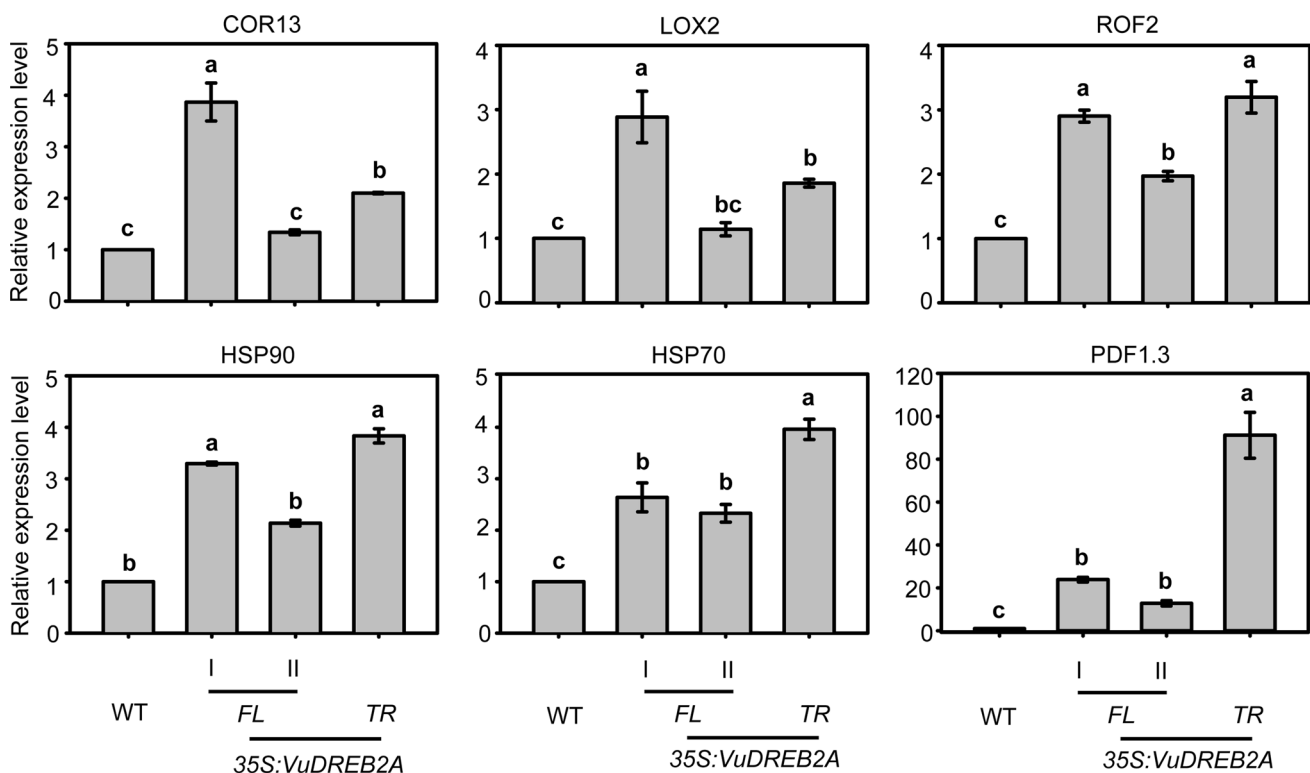 COR13
LOX2
ROF2
Relative expression level
5
4
3
2
1
0
c
a
c
b
4
3
2
1
0
c
a
bc
b
4
3
2
1
0
c
a
b
a
HSP90
HSP70
PDF1.3
Relative expression level
5
4
3
2
1
0
b
a
b
a
5
4
3
2
1
0
c
b
b
a
120
100
80
60
40
20
0
c
b
b
a
I II
WT FL TR
35S:VuDREB2A
I II
WT FL TR
35S:VuDREB2A
I II
WT FL TR
35S:VuDREB2A